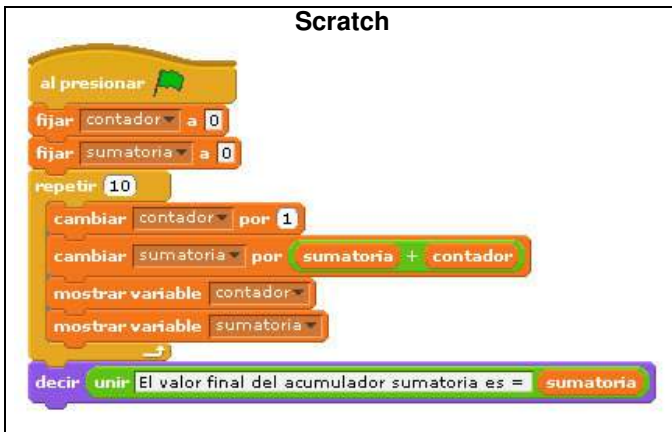 Scratch
al presionar
fijar contador a 0
fijar sumatoria a 0
repetir 10
cambiar contador por 1
cambiar sumatoria por sumatoria + contador
mostrar variable contador
mostrar variable sumatoria
decir unir El valor final del acumulador sumatoria es = sumatoria